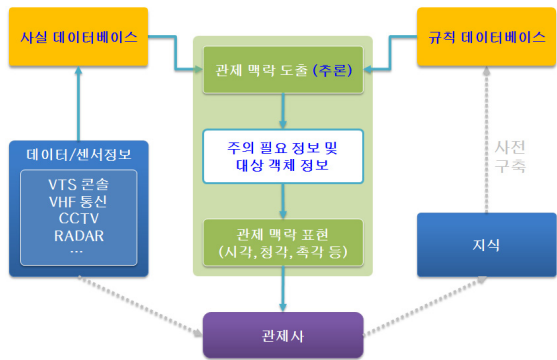 사실 데이터베이스
규칙 데이터베이스
관제 맥락 도출 (추론)
주의 필요 정보 및
대상 객체 정보
관제 맥락 표현
(시각, 청각, 촉각 등)
데이터/센서정보
VTS 콘솔
VHF 통신
CCTV
RADAR
...
사전
구축
지식
관제사